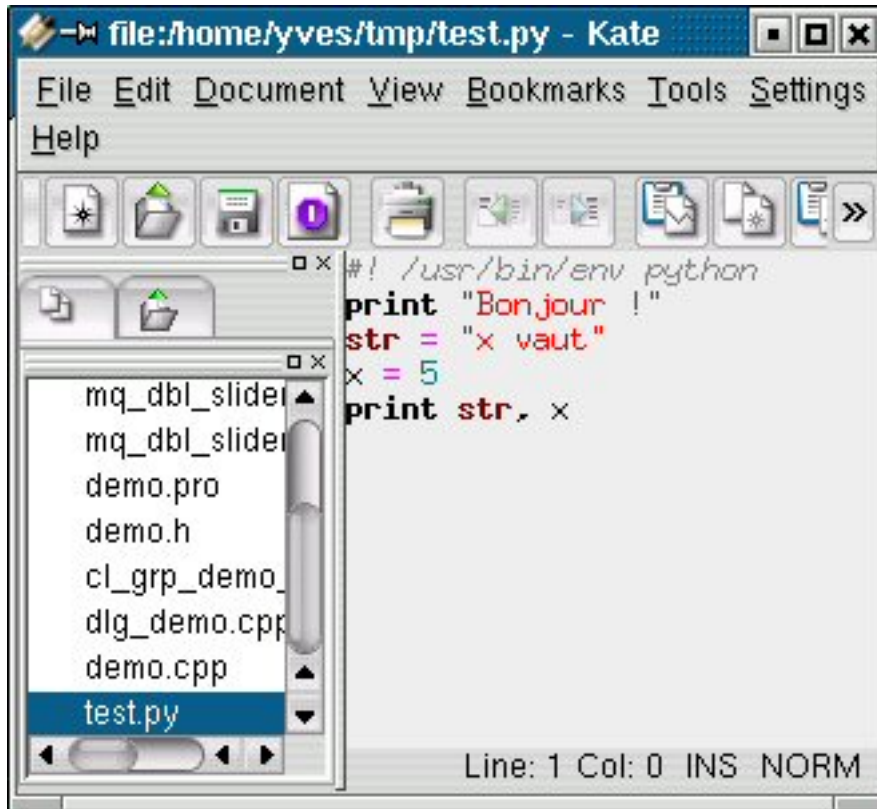 file:/home/yves/tmp/test.py - Kate
File Edit Document View Bookmarks Tools Settings
Help
mq_dbl_slider
mq_dbl_slider
demo.pro
demo.h
cl_grp_demo_
dlg_demo.cpp
demo.cpp
test.py
#! /usr/bin/env python
print "Bonjour !"
str = "x vaut"
x = 5
print str, x
Line: 1 Col: 0 INS NORM